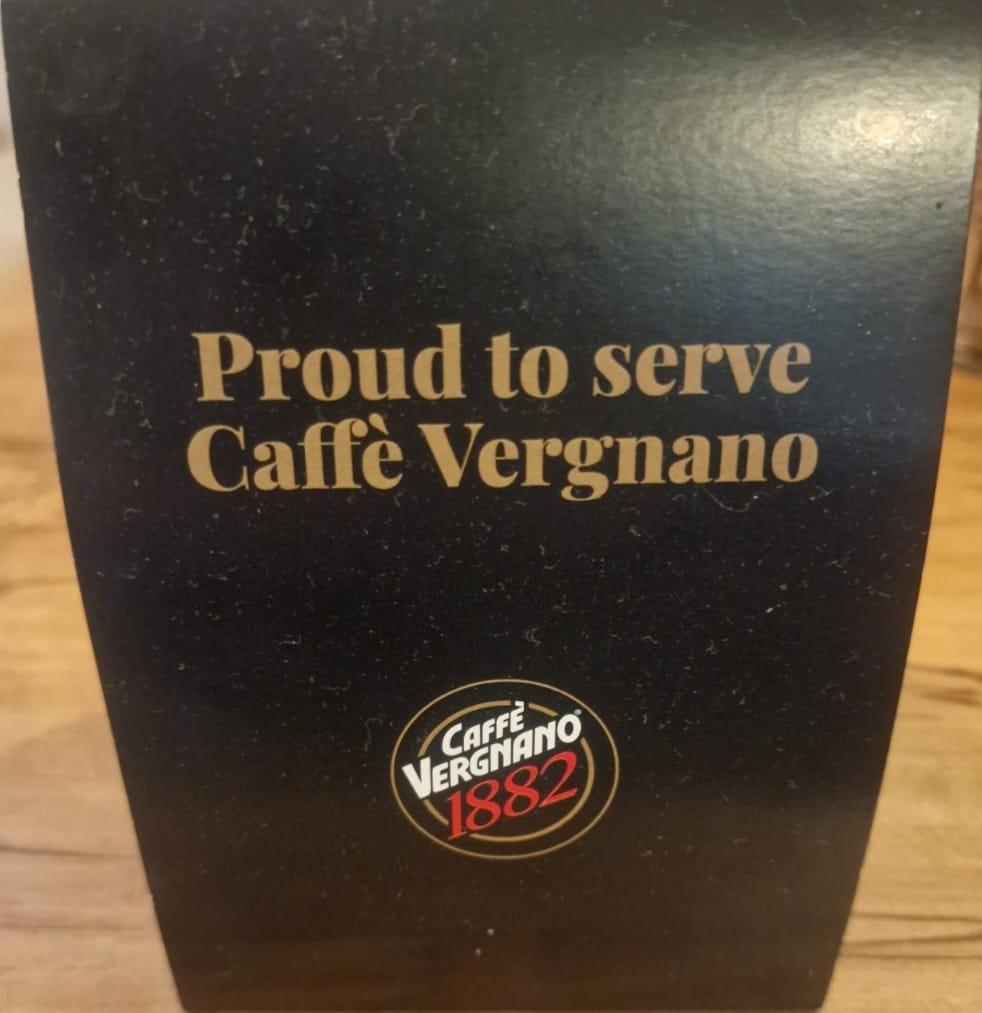 Proud to serve
Caffè Vergnano
CAFFÈ
VERGNANO®
1882